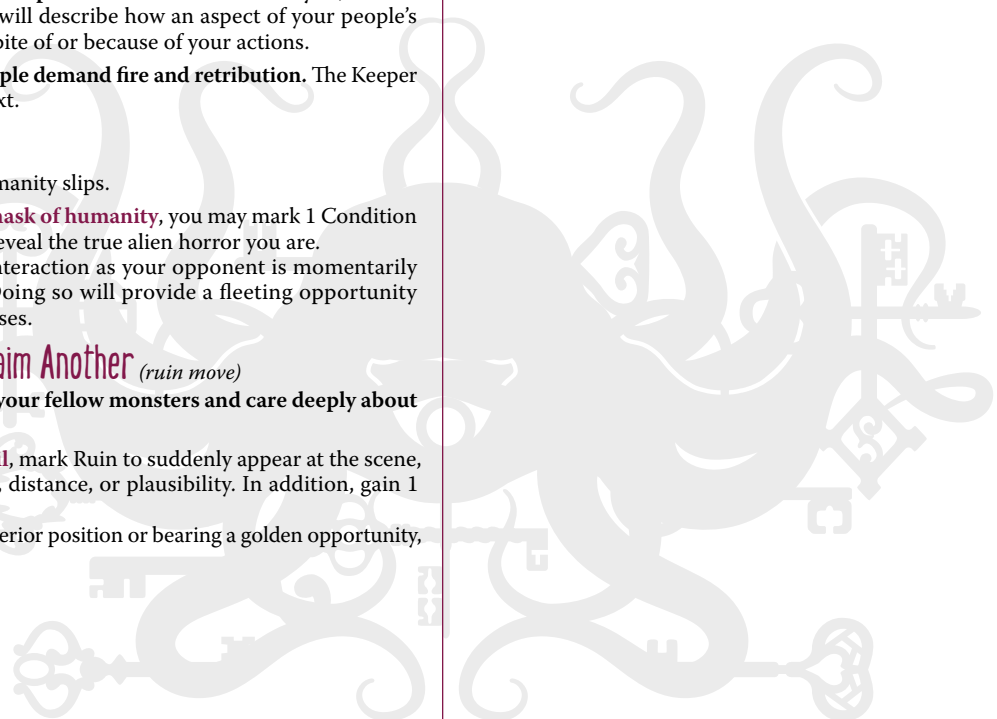 will describe how an aspect of your people's
pite of or because of your actions.
ple demand fire and retribution. The Keeper
xt.
manity slips.
mask of humanity, you may mark 1 Condition
eveal the true alien horror you are.
nteraction as your opponent is momentarily
Doing so will provide a fleeting opportunity
ses.
aim Another (ruin move)
your fellow monsters and care deeply about
il, mark Ruin to suddenly appear at the scene,
, distance, or plausibility. In addition, gain 1
erior position or bearing a golden opportunity,